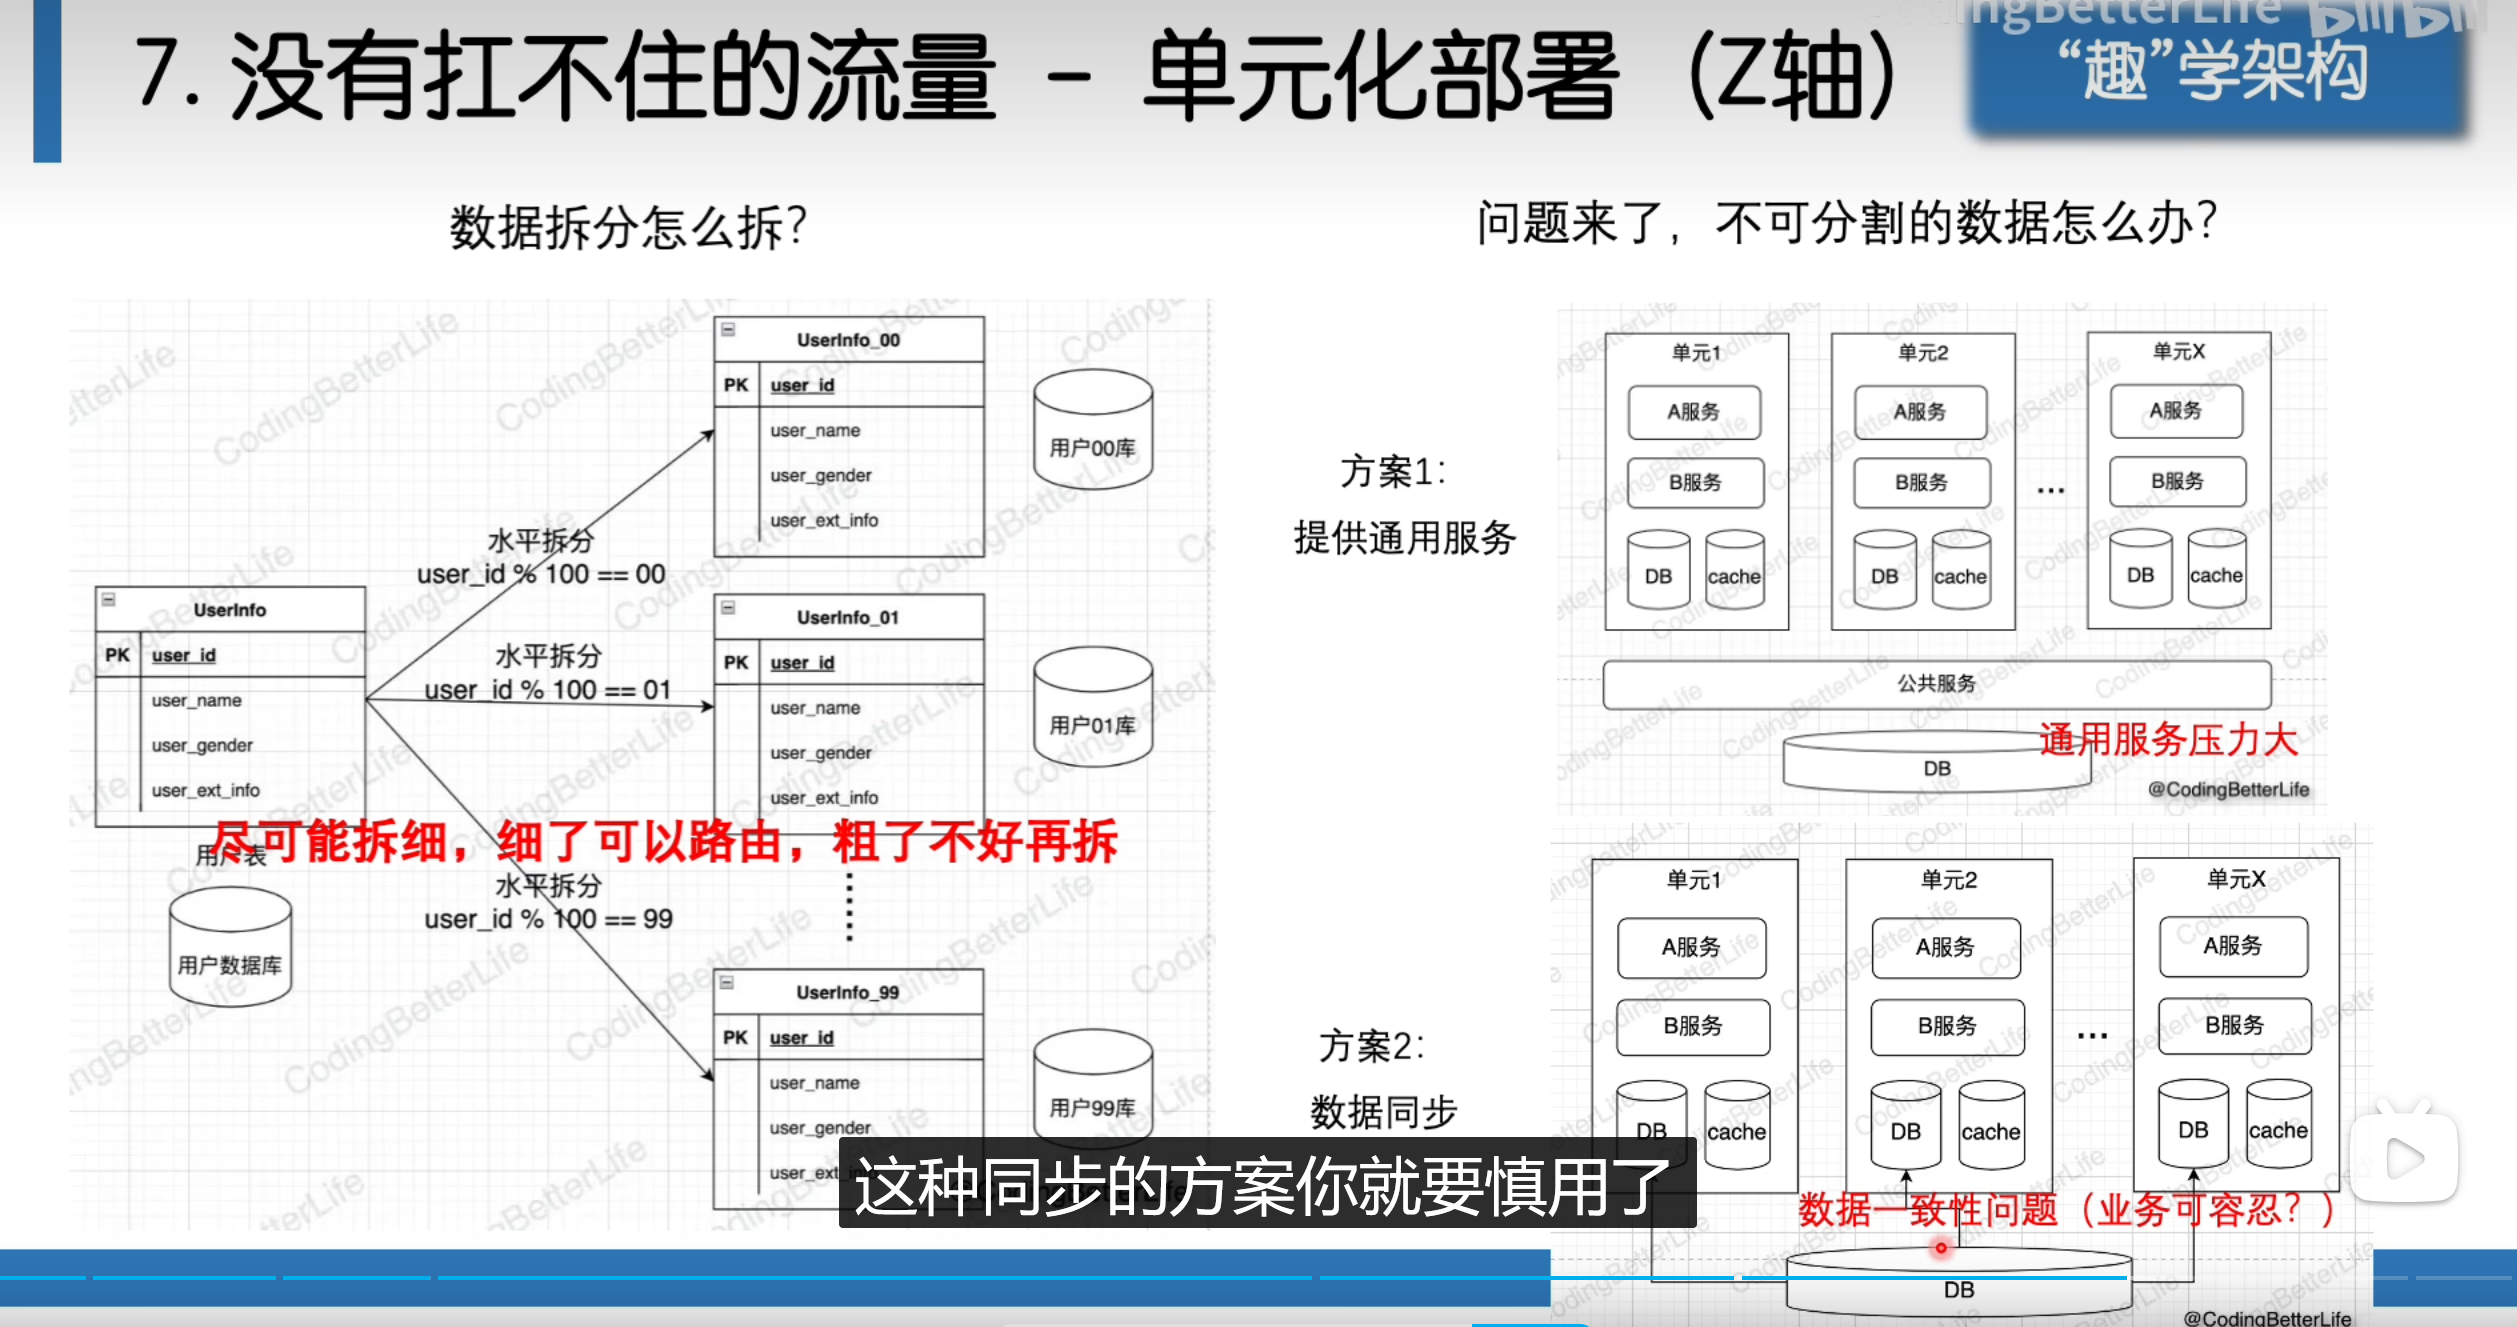 CodingBetterLife bilibili
7. 没有扛不住的流量 - 单元化部署（Z轴）
“趣”学架构
数据拆分怎么拆？
UserInfo
PK user_id
user_name
user_gender
user_ext_info
用户表
用户数据库
水平拆分
user_id % 100 == 00
水平拆分
user_id % 100 == 01
水平拆分
user_id % 100 == 99
UserInfo_00
PK user_id
user_name
user_gender
user_ext_info
用户00库
UserInfo_01
PK user_id
user_name
user_gender
user_ext_info
用户01库
尽可能拆细，细了可以路由，粗了不好再拆
UserInfo_99
PK user_id
user_name
user_gender
user_ext_info
用户99库
问题来了，不可分割的数据怎么办？
方案1：
提供通用服务
单元1
A服务
B服务
DB cache
单元2
A服务
B服务
DB cache
...
单元X
A服务
B服务
DB cache
公共服务
通用服务压力大
DB
@CodingBetterLife
方案2：
数据同步
单元1
A服务
B服务
DB cache
单元2
A服务
B服务
DB cache
...
单元X
A服务
B服务
DB cache
数据一致性问题（业务可容忍？）
DB
@CodingBetterLife
这种同步的方案你就要慎用了